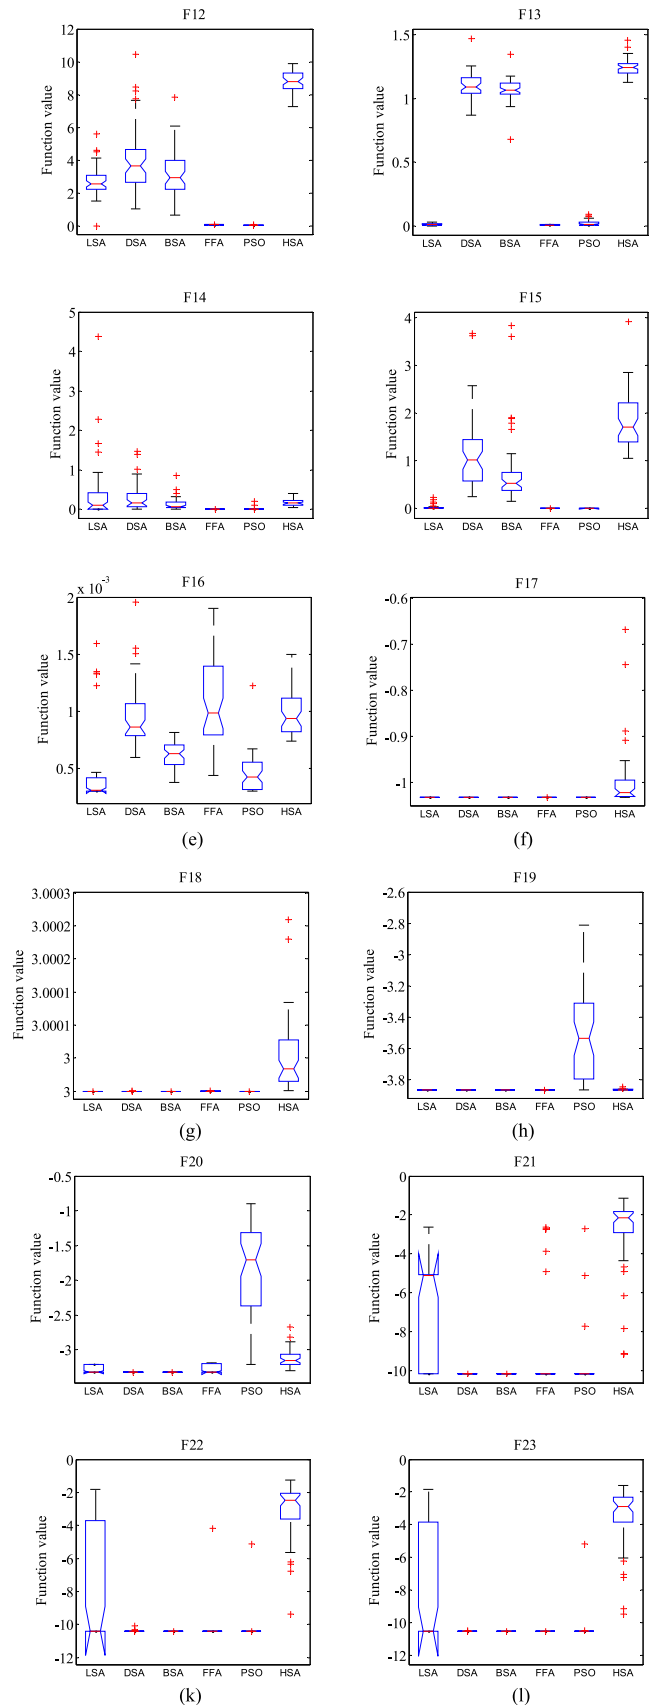 F12
F13
12
10
8
6
4
2
0
Function value
LSA DSA BSA FFA PSO HSA
1.5
1
0.5
0
Function value
LSA DSA BSA FFA PSO HSA
F14
F15
5
4
3
2
1
0
Function value
LSA DSA BSA FFA PSO HSA
4
3
2
1
0
Function value
LSA DSA BSA FFA PSO HSA
F16
F17
x 10-3
2
1.5
1
0.5
Function value
LSA DSA BSA FFA PSO HSA
(e)
-0.6
-0.7
-0.8
-0.9
-1
Function value
LSA DSA BSA FFA PSO HSA
(f)
F18
F19
3.0003
3.0002
3.0002
3.0001
3.0001
3
3
Function value
LSA DSA BSA FFA PSO HSA
(g)
-2.6
-2.8
-3
-3.2
-3.4
-3.6
-3.8
Function value
LSA DSA BSA FFA PSO HSA
(h)
F20
F21
-0.5
-1
-1.5
-2
-2.5
-3
Function value
LSA DSA BSA FFA PSO HSA
0
-2
-4
-6
-8
-10
Function value
LSA DSA BSA FFA PSO HSA
F22
F23
0
-2
-4
-6
-8
-10
-12
Function value
LSA DSA BSA FFA PSO HSA
(k)
0
-2
-4
-6
-8
-10
-12
Function value
LSA DSA BSA FFA PSO HSA
(l)